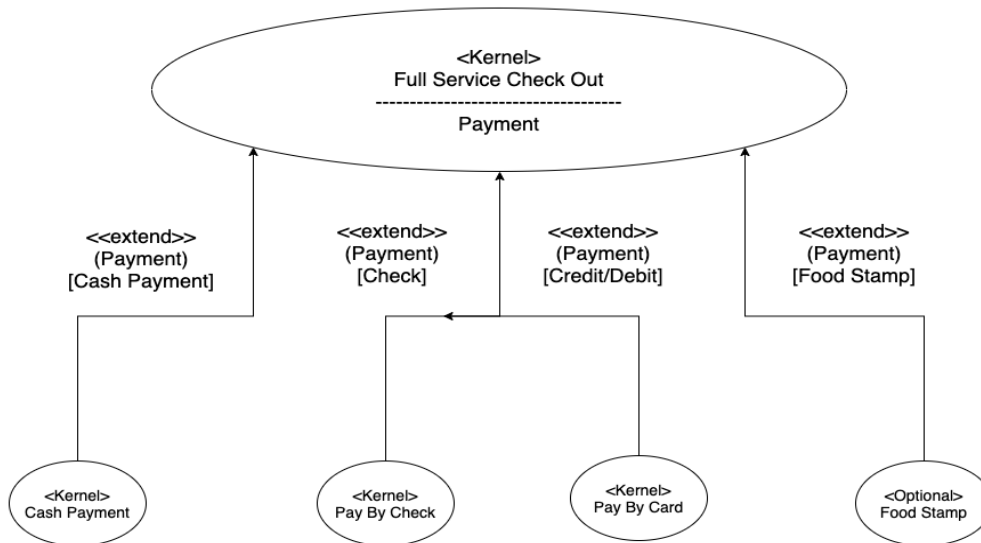 <Kernel>
Full Service Check Out
------------------------------------
Payment
<<extend>>
(Payment)
[Cash Payment]
<<extend>>
(Payment)
[Check]
<<extend>>
(Payment)
[Credit/Debit]
<<extend>>
(Payment)
[Food Stamp]
<Kernel>
Cash Payment
<Kernel>
Pay By Check
<Kernel>
Pay By Card
<Optional>
Food Stamp